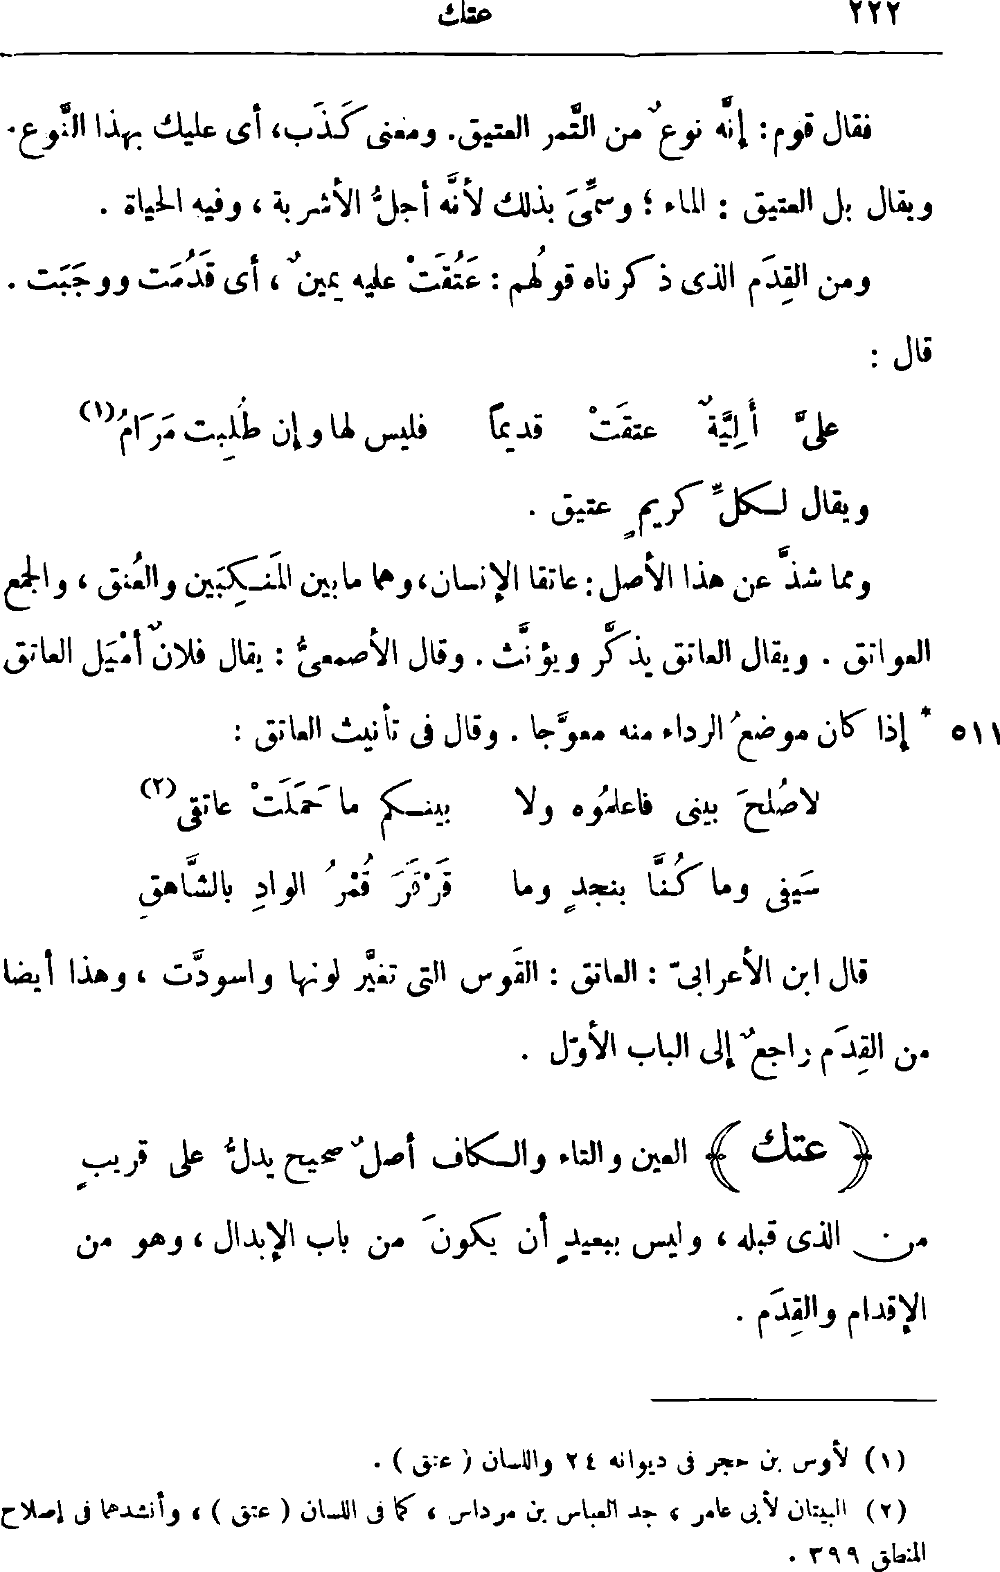 ٢٢٢ عتك
فقال قوم: إنَّه نوعٌ من التَّمر العتيق. ومعنى كَذَب، أى عليك بهذا النَّوع.
ويقال بل العتيق : الماء ؛ وسمِّىَ بذلك لأنَّه أجلُّ الأشربة ، وفيه الحياة .
ومن القِدَم الذى ذكرناه قولُهم : عَتُقَتْ عليه يمينٌ ، أى قَدُمَت ووجَبَت .
قال :
علىَّ أَلِيَّةٌ عتقَتْ قديمًا فليس لها وإن طُلِبت مَرَامُ (١)
ويقال لكلِّ كريمٍ عتيق .
ومما شذَّ عن هذا الأصل: عاتقا الإنسان، وهما ما بين المَنكِبَين والعُنق ، والجمع
العواتق . ويقال العاتق يذكَّر ويؤنَّث . وقال الأصمعىُّ : يقال فلانٌ أمْيَل العاتق
٥١١ * إذا كان موضعُ الرداء منه معوَّجا . وقال فى تأنيث العاتق :
لاصُلحَ بينى فاعلمُوه ولا بينكم ما حَمَلَتْ عاتقى (٢)
سَيفى وما كُنَّا بنجدٍ وما قَرْقَرَ قُمْرُ الوادِ بالشَّاهقِ
قال ابن الأعرابىّ : العاتق : القَوس التى تغيَّر لونها واسودَّت ، وهذا أيضا
من القِدَم راجعٌ إلى الباب الأوّل .
﴿ عتك ﴾ العين والتاء والكاف أصلٌ صحيح يدلُّ على قريبٍ
من الذى قبله ، وليس ببعيدٍ أن يكونَ من باب الإبدال ، وهو من
الإقدام والقِدَم .
(١) لأوس بن حجر فى ديوانه ٢٤ واللسان ( عتق ) .
(٢) البيتان لأبى عامر ، جد العباس بن مرداس ، كما فى اللسان ( عتق ) ، وأنشدهما فى إصلاح
المنطق ٣٩٩ .